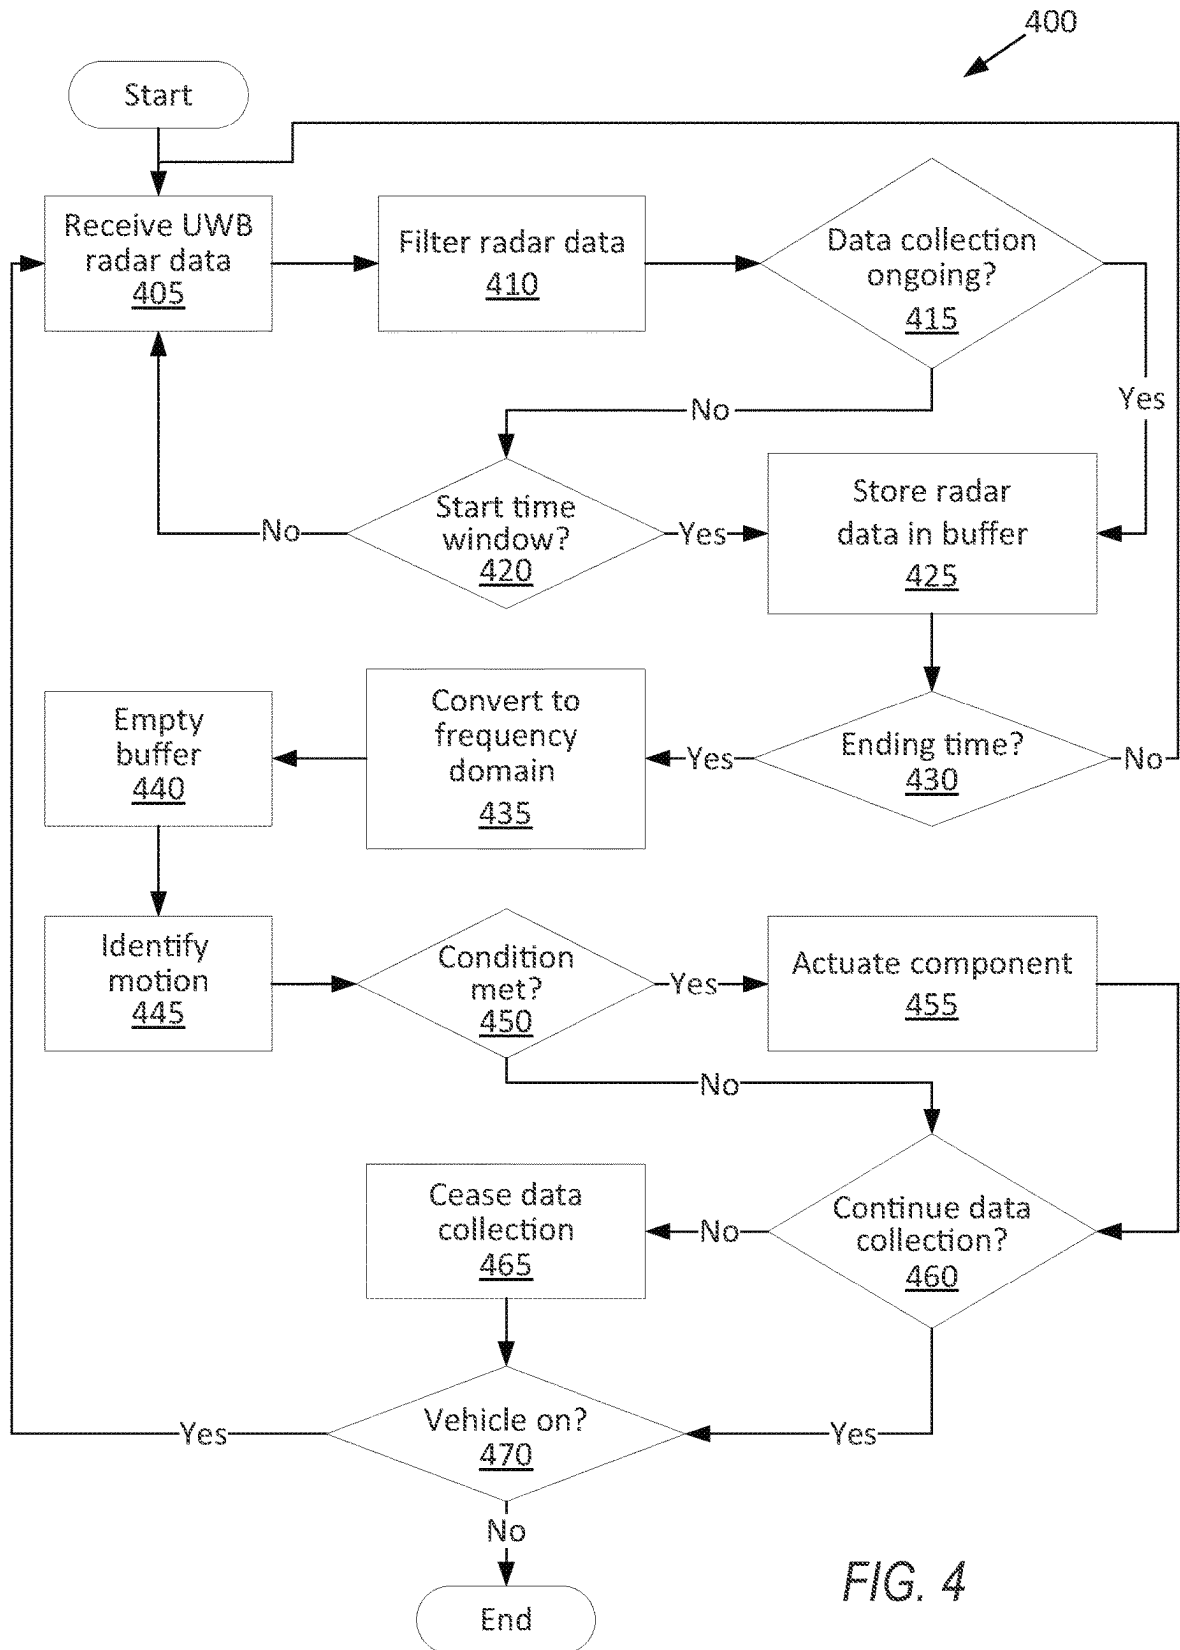 400
Start
Receive UWB
radar data
405
Filter radar data
410
Data collection
ongoing?
415
Yes
No
Start time
window?
420
No
Yes
Store radar
data in buffer
425
Ending time?
430
No
Yes
Convert to
frequency
domain
435
Empty
buffer
440
Identify
motion
445
Condition
met?
450
Yes
Actuate component
455
No
Continue data
collection?
460
No
Cease data
collection
465
Yes
Vehicle on?
470
Yes
No
End
FIG. 4